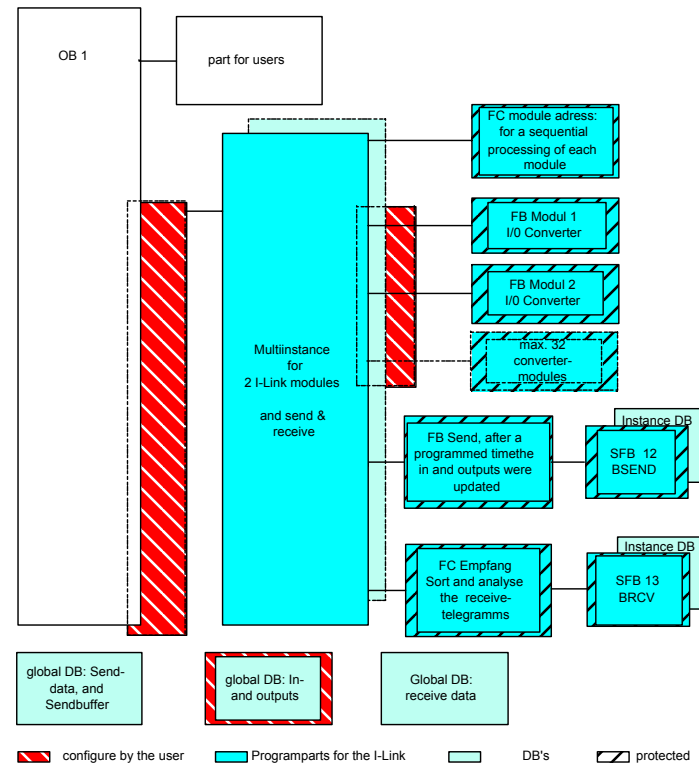 OB 1
part for users
FC module adress:
for a sequential
processing of each
module
FB Modul 1
I/0 Converter
FB Modul 2
I/0 Converter
max. 32
converter-
modules
Multiinstance
for
2 I-Link modules
and send &
receive
FB Send, after a
programmed timethe
in and outputs were
updated
Instance DB
SFB 12
BSEND
FC Empfang
Sort and analyse
the receive-
telegramms
Instance DB
SFB 13
BRCV
global DB: Send-
data, and
Sendbuffer
global DB: In-
and outputs
Global DB:
receive data
configure by the user
Programparts for the I-Link
DB's
protected